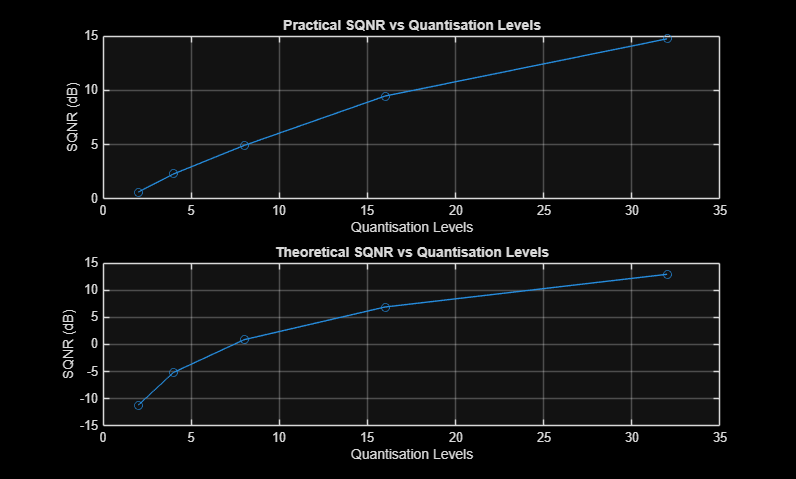 Practical SQNR vs Quantisation Levels
15
10
5
0
SQNR (dB)
0 5 10 15 20 25 30 35
Quantisation Levels
Theoretical SQNR vs Quantisation Levels
15
10
5
0
-5
-10
-15
SQNR (dB)
0 5 10 15 20 25 30 35
Quantisation Levels